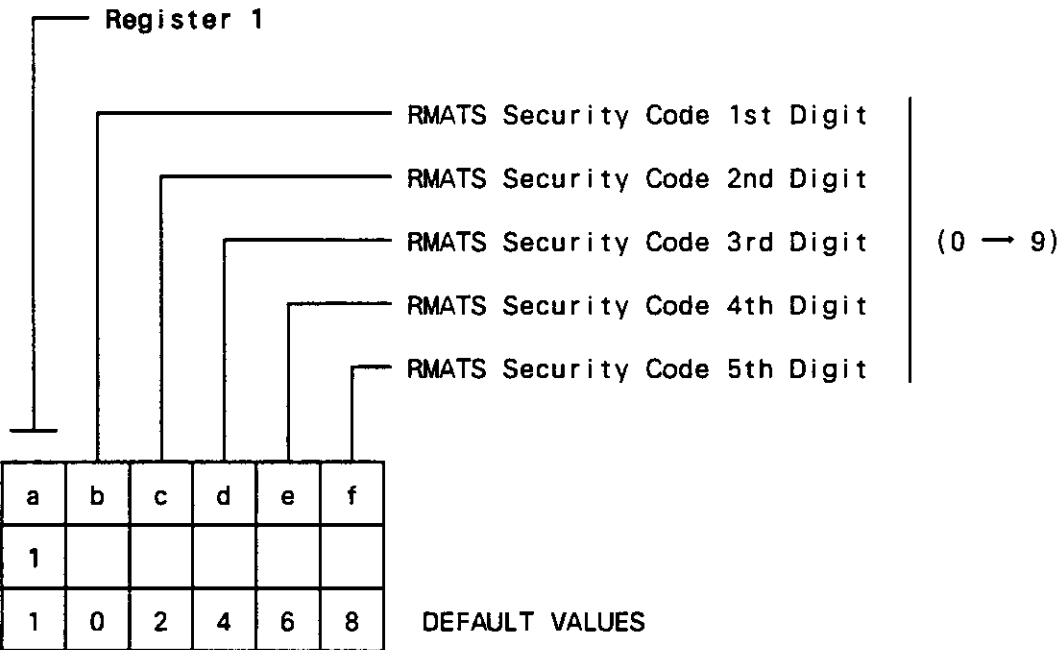 Register 1
RMATS Security Code 1st Digit
RMATS Security Code 2nd Digit
RMATS Security Code 3rd Digit (0 → 9)
RMATS Security Code 4th Digit
RMATS Security Code 5th Digit
a b c d e f
1
1 0 2 4 6 8 DEFAULT VALUES